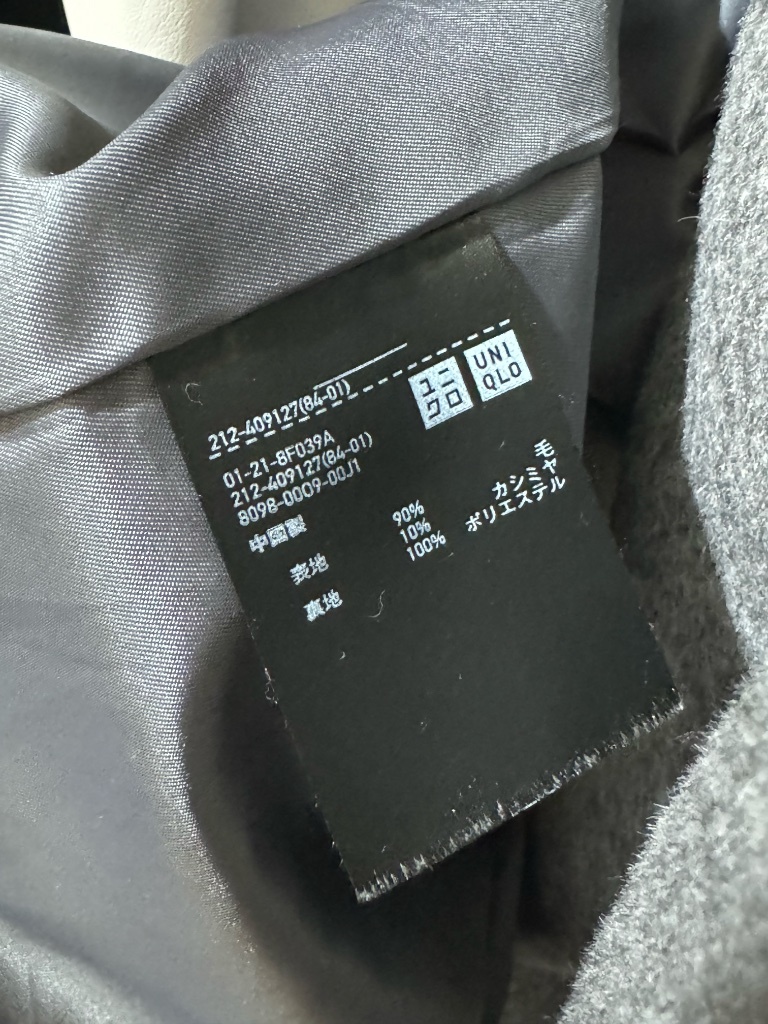 212-409127(84-01)
ユニクロ
UNIQLO
01-21-8F039A
212-409127(84-01)
8098-0009-00J1
中国製
表地 90% 毛
10% カシミヤ
裏地 100% ポリエステル